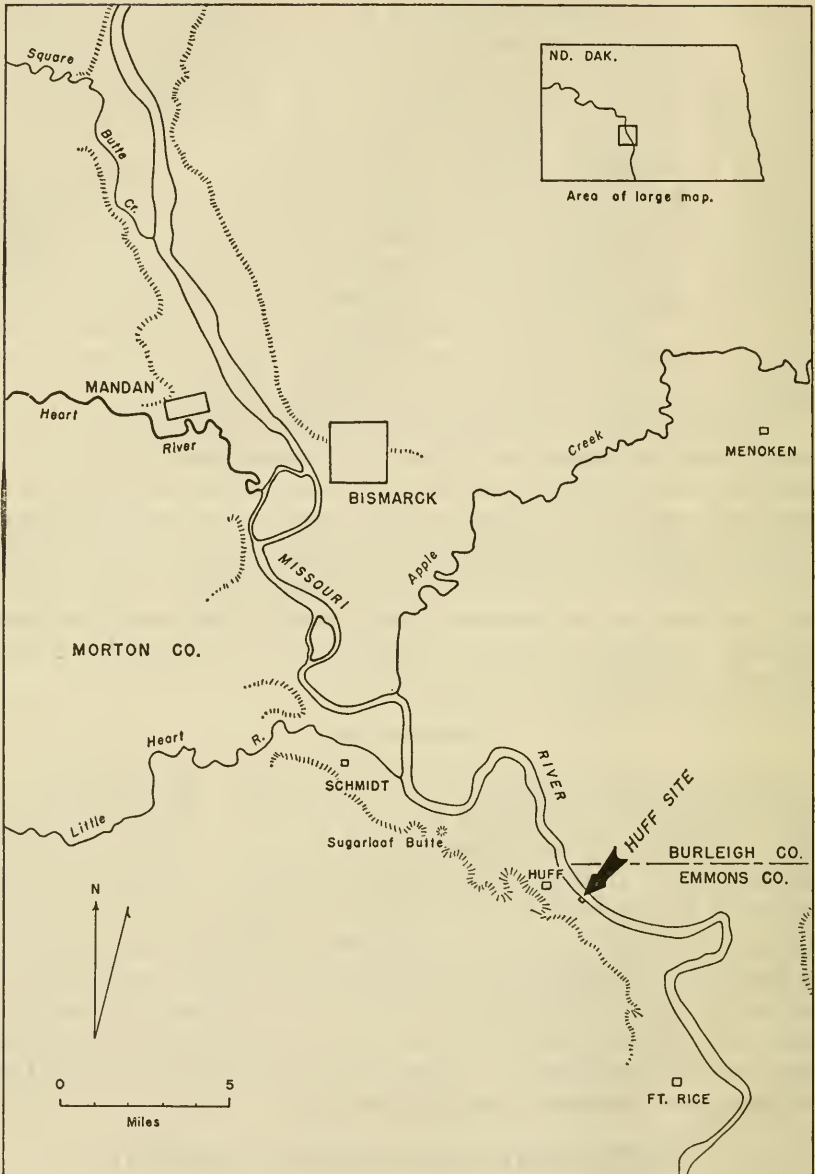 Square
Butte
Cr.
ND. DAK.
Area of large map.
MANDAN
Heart
River
BISMARCK
Creek
Apple
MENOKEN
MISSOURI
MORTON CO.
Heart
R.
Little
SCHMIDT
RIVER
HUFF SITE
Sugarloaf Butte
BURLEIGH CO.
HUFF
EMMONS CO.
N
0 5
Miles
FT. RICE